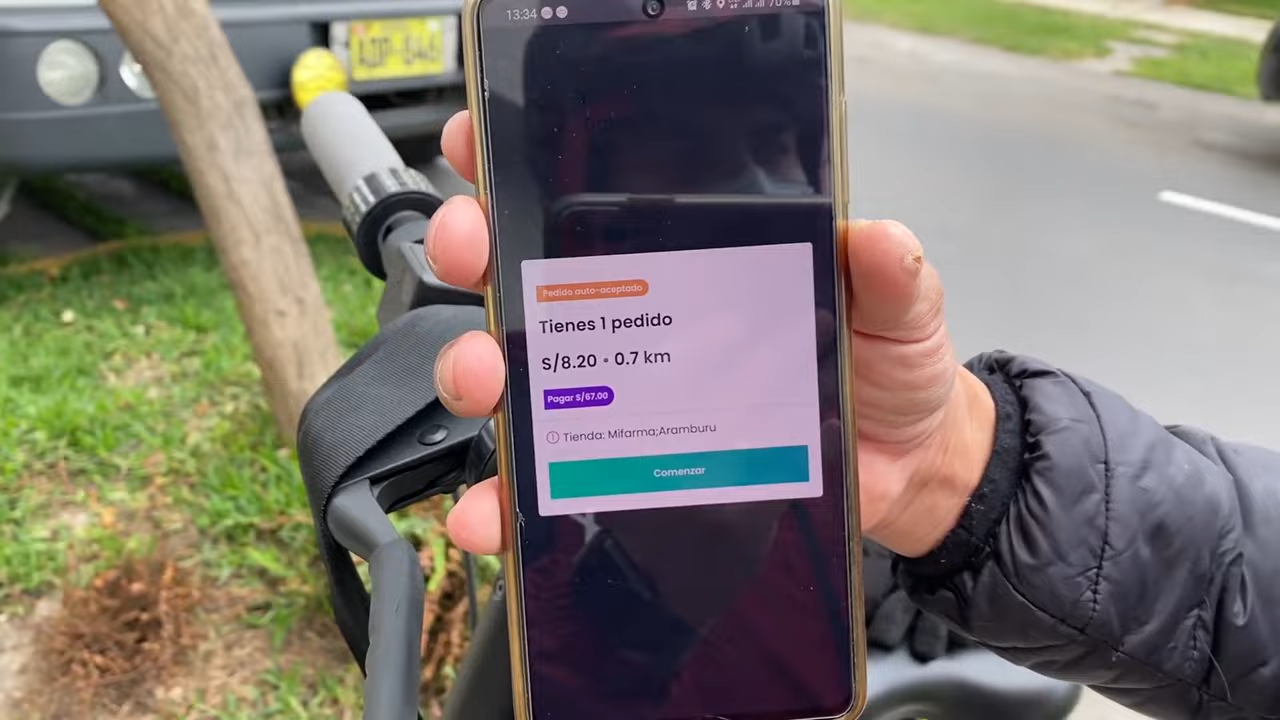 13:34
70%
Pedido auto-aceptado
Tienes 1 pedido
S/8.20 • 0.7 km
Pagar S/67.00
Tienda: Mifarma;Aramburu
Comenzar